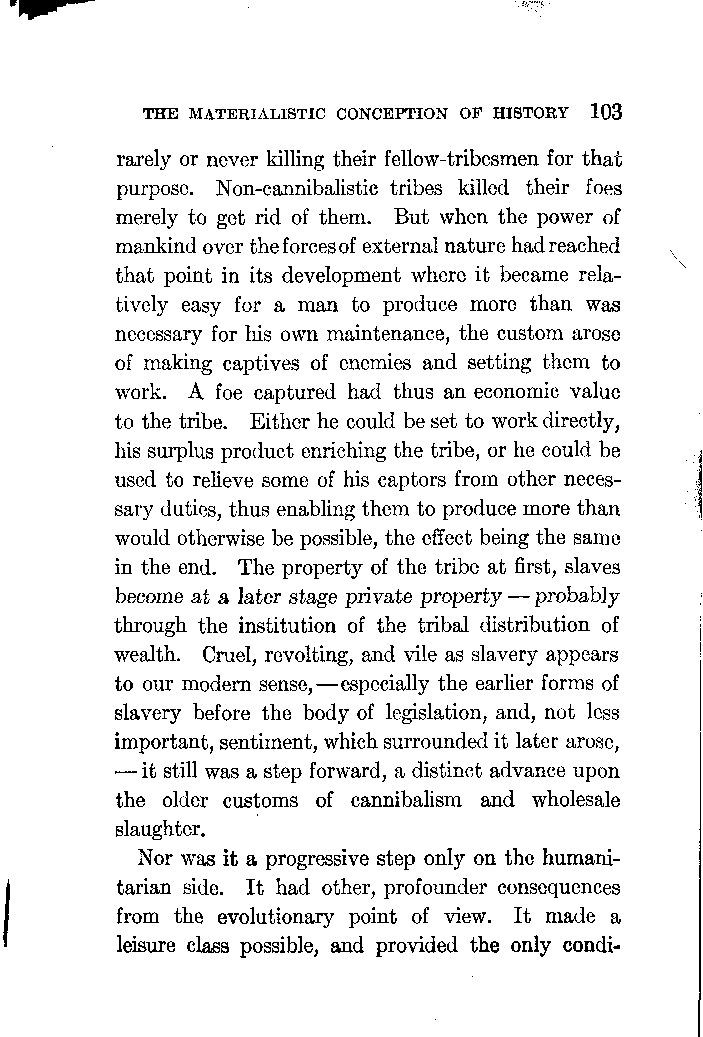 THE MATERIALISTIC CONCEPTION OF HISTORY 103
rarely or never killing their fellow-tribesmen for that
purpose. Non-cannibalistic tribes killed their foes
merely to get rid of them. But when the power of
mankind over the forces of external nature had reached
that point in its development where it became rela-
tively easy for a man to produce more than was
necessary for his own maintenance, the custom arose
of making captives of enemies and setting them to
work. A foe captured had thus an economic value
to the tribe. Either he could be set to work directly,
his surplus product enriching the tribe, or he could be
used to relieve some of his captors from other neces-
sary duties, thus enabling them to produce more than
would otherwise be possible, the effect being the same
in the end. The property of the tribe at first, slaves
become at a later stage private property — probably
through the institution of the tribal distribution of
wealth. Cruel, revolting, and vile as slavery appears
to our modern sense, — especially the earlier forms of
slavery before the body of legislation, and, not less
important, sentiment, which surrounded it later arose,
— it still was a step forward, a distinct advance upon
the older customs of cannibalism and wholesale
slaughter.
Nor was it a progressive step only on the humani-
tarian side. It had other, profounder consequences
from the evolutionary point of view. It made a
leisure class possible, and provided the only condi-